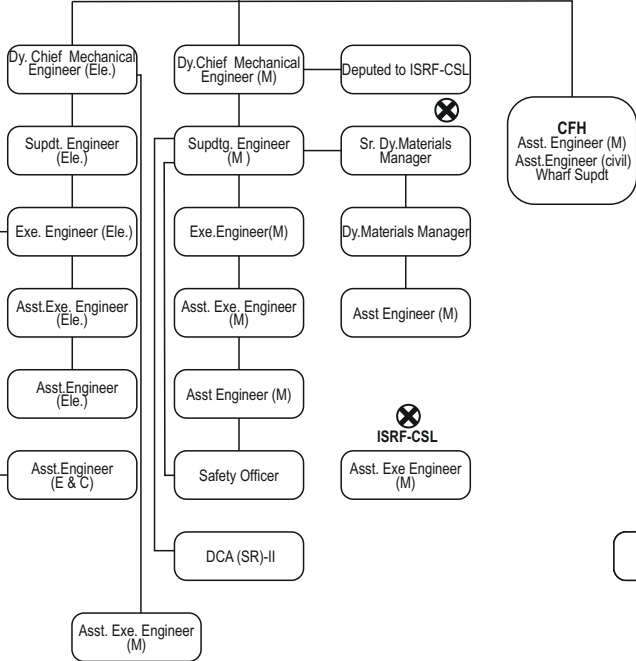 Dy. Chief Mechanical
Engineer (Ele.)
Dy.Chief Mechanical
Engineer (M)
Deputed to ISRF-CSL
CFH
Asst. Engineer (M)
Asst.Engineer (civil)
Wharf Supdt
Supdt. Engineer
(Ele.)
Supdtg. Engineer
(M )
Sr. Dy.Materials
Manager
Exe. Engineer (Ele.)
Exe.Engineer(M)
Dy.Materials Manager
Asst.Exe. Engineer
(Ele.)
Asst. Exe. Engineer
(M)
Asst Engineer (M)
Asst.Engineer
(Ele.)
Asst Engineer (M)
ISRF-CSL
Asst.Engineer
(E & C)
Safety Officer
Asst. Exe Engineer
(M)
DCA (SR)-II
Asst. Exe. Engineer
(M)